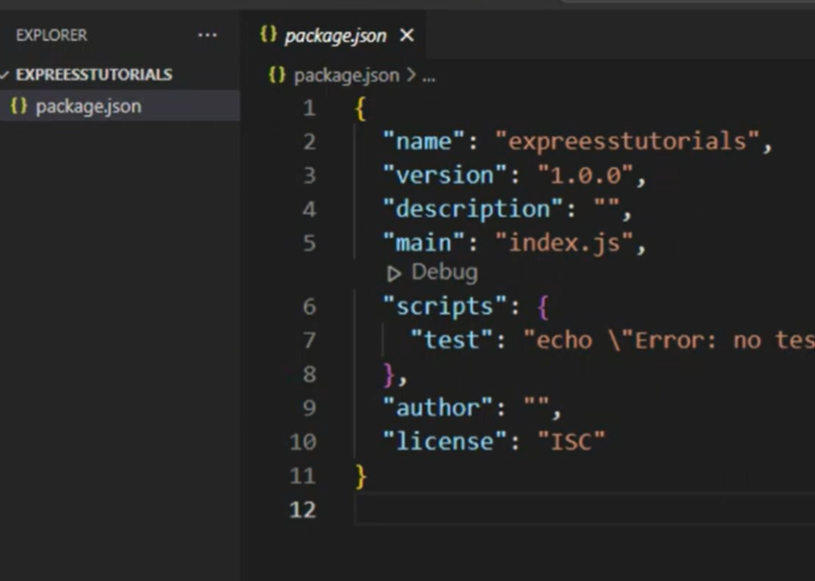 EXPLORER ...
EXPREESSTUTORIALS
{} package.json
{} package.json ×
{} package.json > ...
1 {
2 "name": "expreesstutorials",
3 "version": "1.0.0",
4 "description": "",
5 "main": "index.js",
Debug
6 "scripts": {
7 "test": "echo \"Error: no tes
8 },
9 "author": "",
10 "license": "ISC"
11 }
12